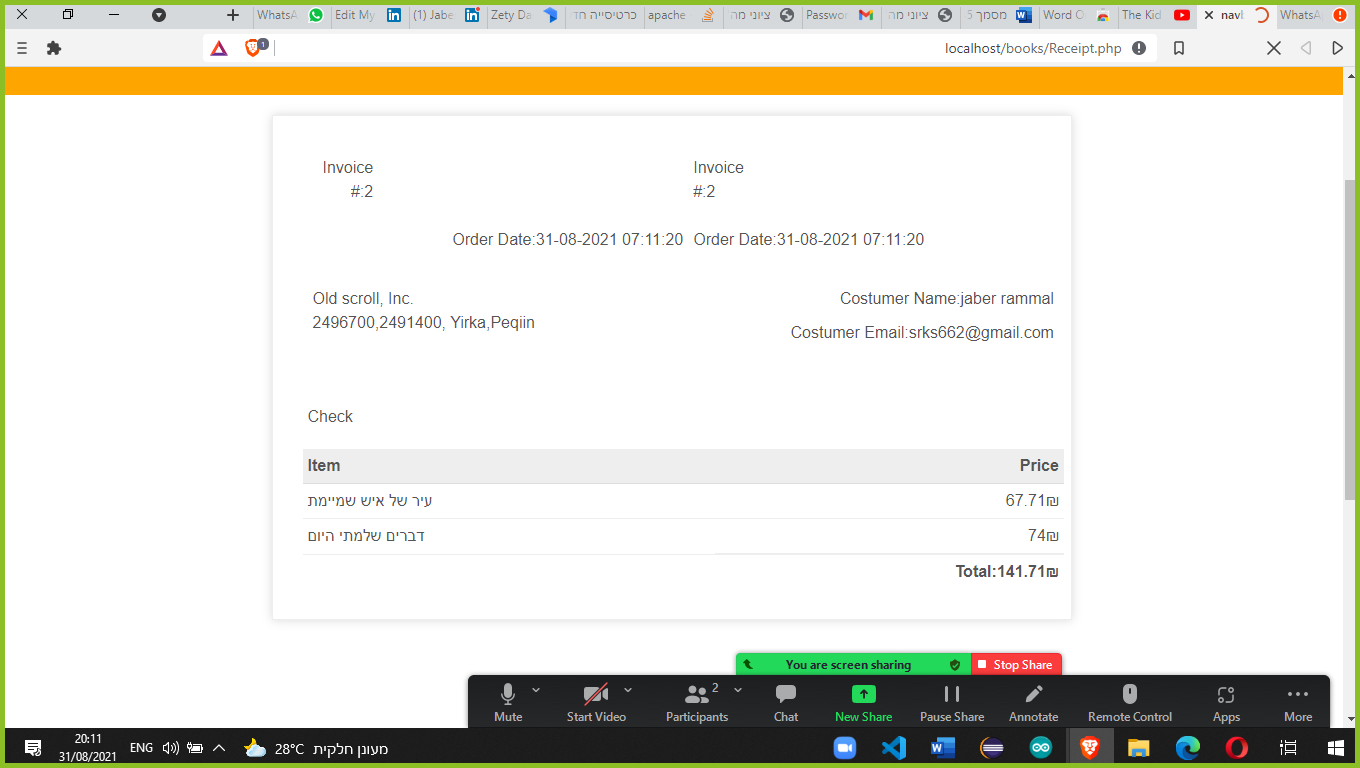 WhatsA
Edit My
(1) Jabe
Zety Da
כרטיסייה חד
apache
ציוני מה
Passwor
ציוני מה
מסמך 5
Word O
The Kid
navl
WhatsA
1
localhost/books/Receipt.php
Invoice
#:2
Invoice
#:2
Order Date:31-08-2021 07:11:20
Order Date:31-08-2021 07:11:20
Old scroll, Inc.
2496700,2491400, Yirka,Peqiin
Costumer Name:jaber rammal
Costumer Email:srks662@gmail.com
Check
Item Price
עיר של איש שמיימת 67.71₪
דברים שלמתי היום 74₪
Total:141.71₪
You are screen sharing Stop Share
2
Mute Start Video Participants Chat New Share Pause Share Annotate Remote Control Apps More
20:11
31/08/2021
ENG
28°C מעונן חלקית